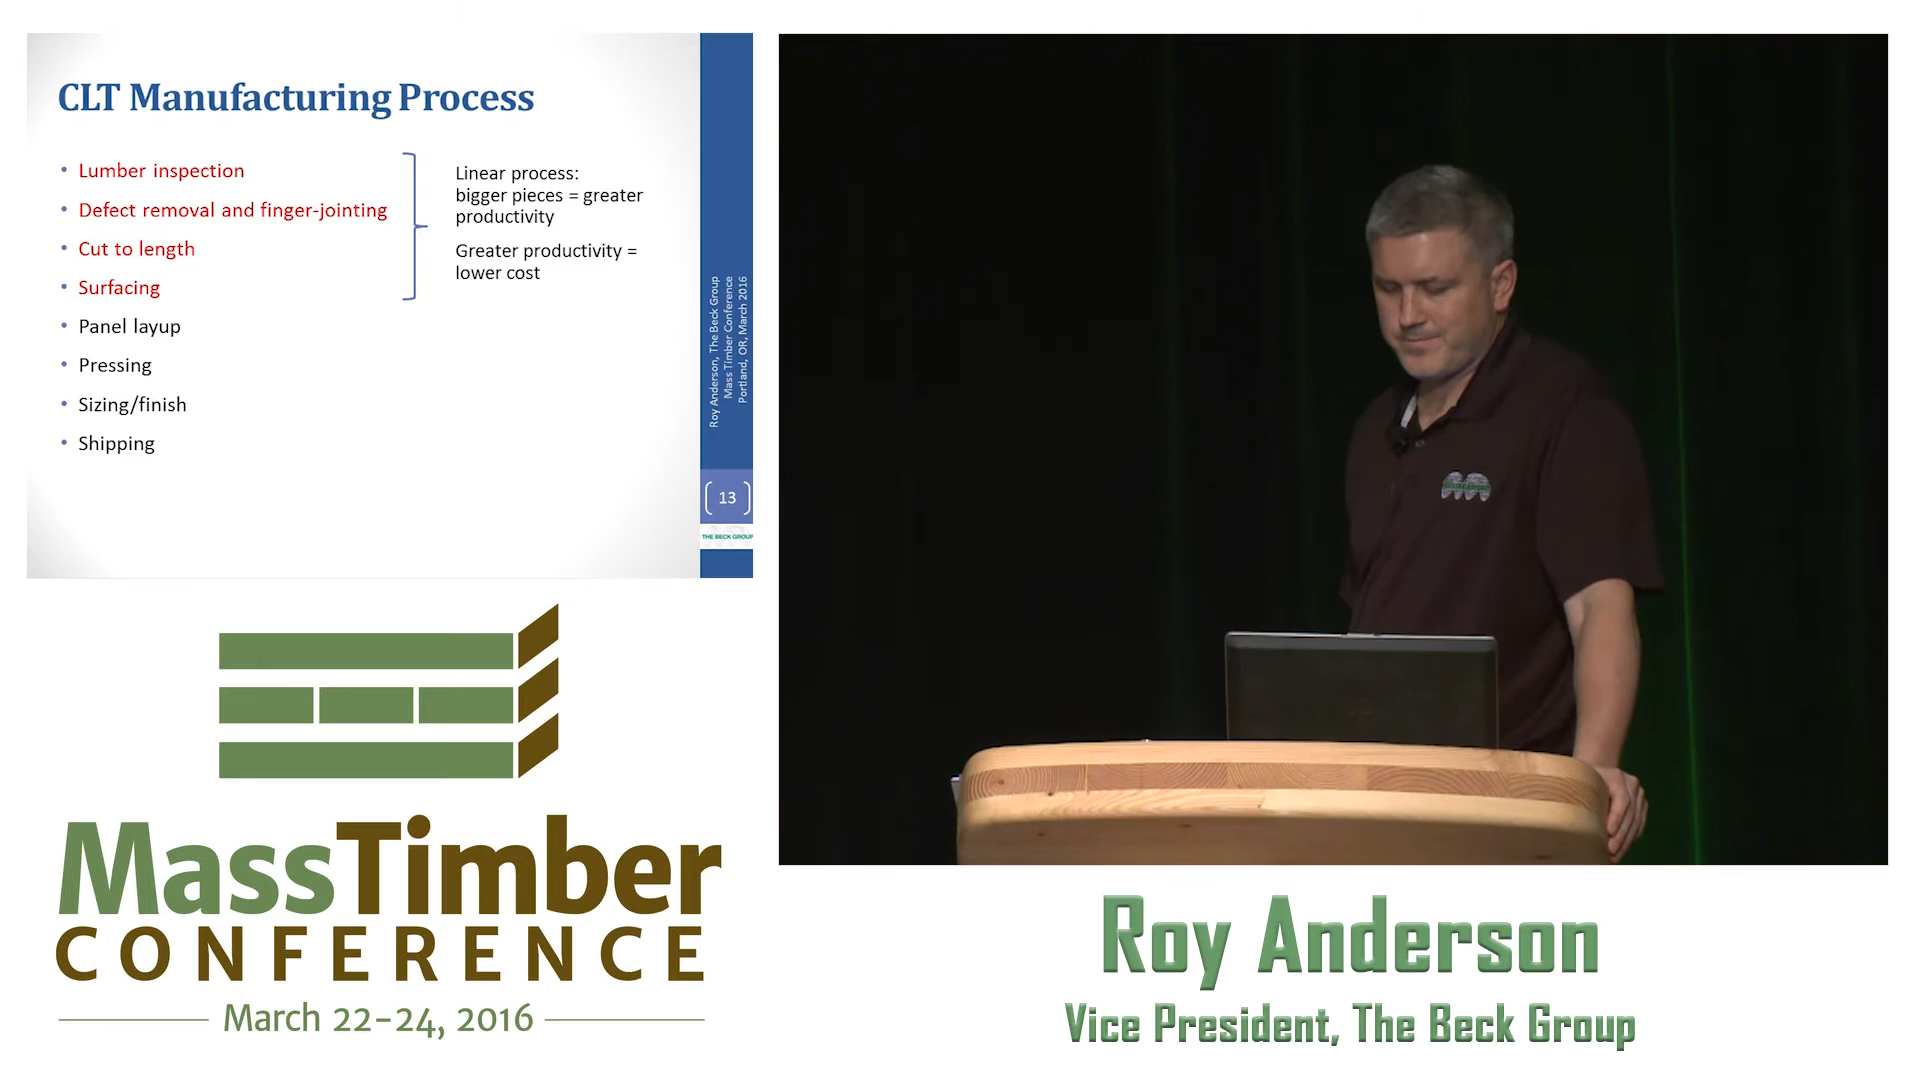 CLT Manufacturing Process
• Lumber inspection
• Defect removal and finger-jointing
• Cut to length
• Surfacing
• Panel layup
• Pressing
• Sizing/finish
• Shipping
Linear process:
bigger pieces = greater
productivity
Greater productivity =
lower cost
Roy Anderson, The Beck Group
Mass Timber Conference
Portland, OR, March 2016
13
THE BECK GROUP
MassTimber
CONFERENCE
March 22-24, 2016
Roy Anderson
Vice President, The Beck Group